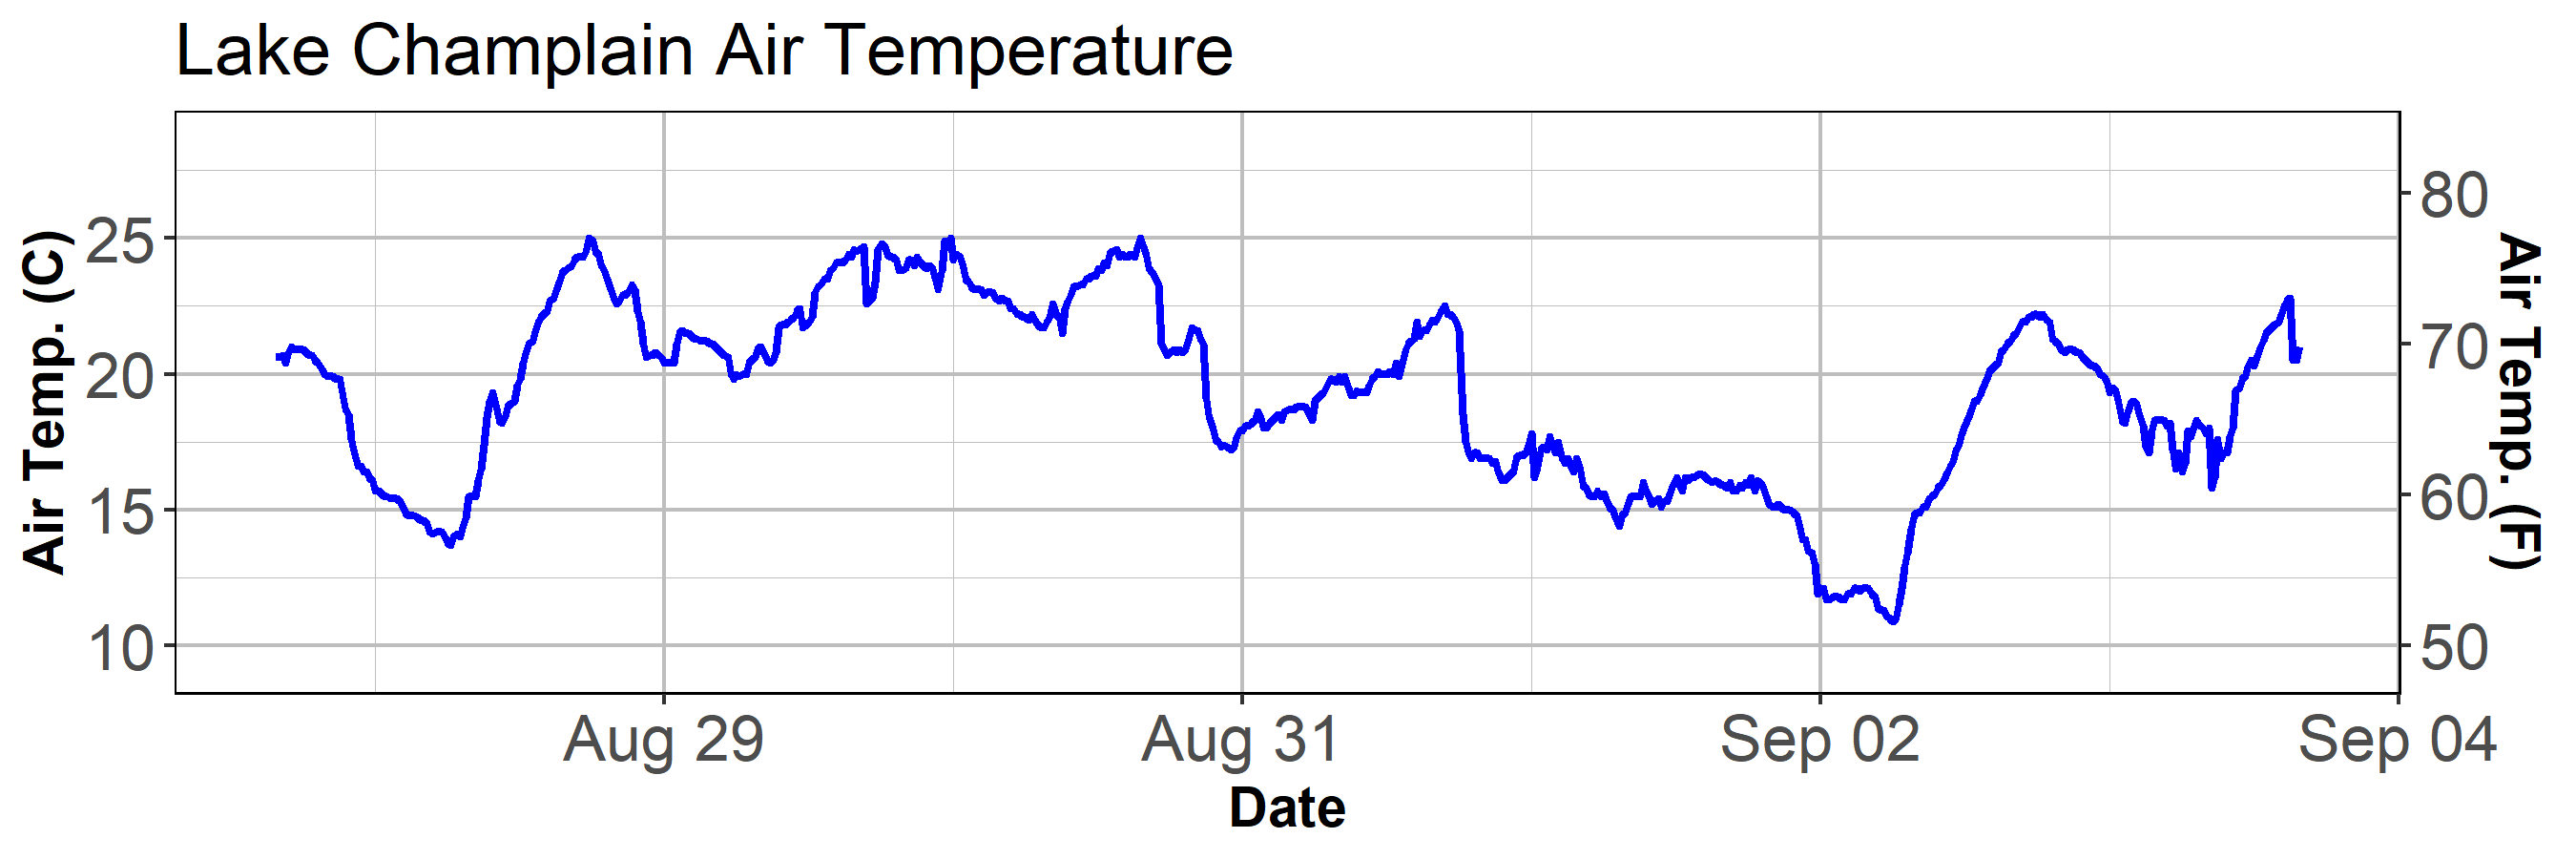 Lake Champlain Air Temperature
Air Temp. (C)
25
20
15
10
80
70
60
50
Air Temp. (F)
Aug 29
Aug 31
Sep 02
Sep 04
Date